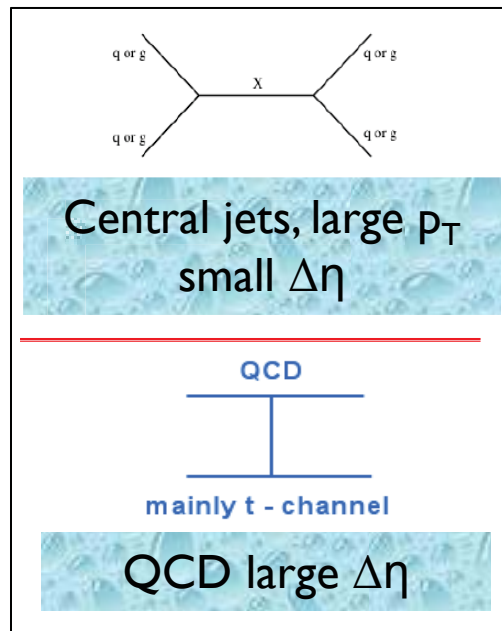 q or g
q or g
X
q or g
q or g
Central jets, large pT
small Δη
QCD
mainly t - channel
QCD large Δη